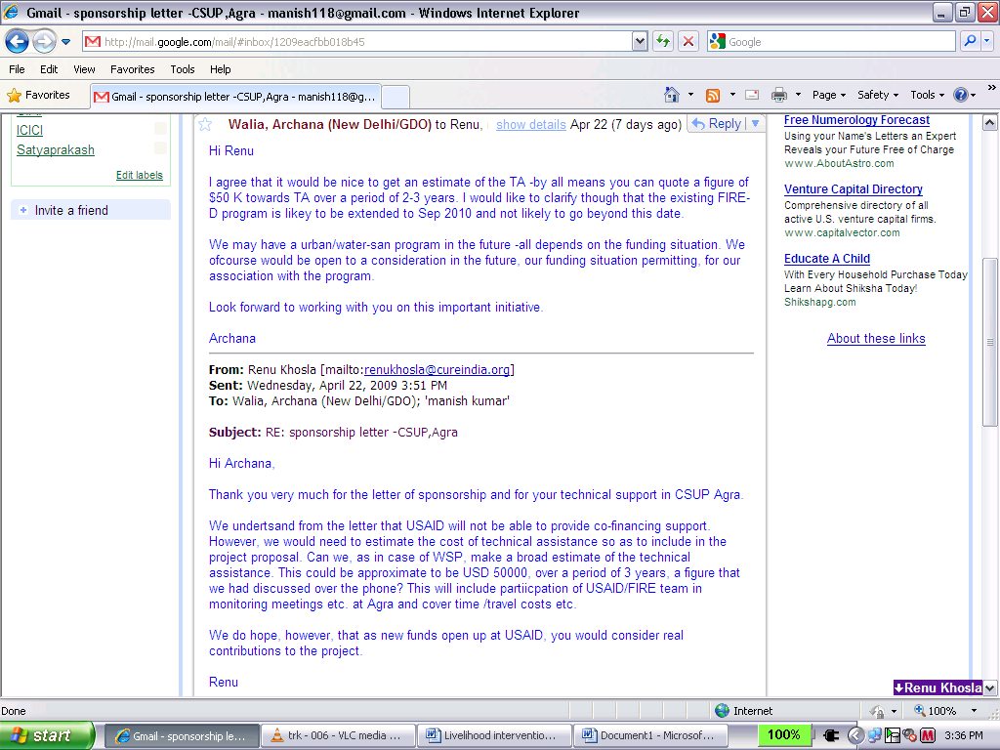 Gmail - sponsorship letter -CSUP,Agra - manish118@gmail.com - Windows Internet Explorer
http://mail.google.com/mail/#inbox/1209eacfbb018b45
Google
File Edit View Favorites Tools Help
Favorites
Gmail - sponsorship letter -CSUP,Agra - manish118@g...
Page
Safety
Tools
ICICI
Satyaprakash
Edit labels
Invite a friend
Walia, Archana (New Delhi/GDO) to Renu, show details Apr 22 (7 days ago) Reply
Hi Renu
I agree that it would be nice to get an estimate of the TA -by all means you can quote a figure of
$50 K towards TA over a period of 2-3 years. I would like to clarify though that the existing FIRE-
D program is likey to be extended to Sep 2010 and not likely to go beyond this date.
We may have a urban/water-san program in the future -all depends on the funding situation. We
ofcourse would be open to a consideration in the future, our funding situation permitting, for our
association with the program.
Look forward to working with you on this important initiative.
Archana
From: Renu Khosla [mailto:renukhosla@cureindia.org]
Sent: Wednesday, April 22, 2009 3:51 PM
To: Walia, Archana (New Delhi/GDO); 'manish kumar'
Subject: RE: sponsorship letter -CSUP,Agra
Hi Archana,
Thank you very much for the letter of sponsorship and for your technical support in CSUP Agra.
We undertsand from the letter that USAID will not be able to provide co-financing support.
However, we would need to estimate the cost of technical assistance so as to include in the
project proposal. Can we, as in case of WSP, make a broad estimate of the technical
assistance. This could be approximate to be USD 50000, over a period of 3 years, a figure that
we had discussed over the phone? This will include partiicpation of USAID/FIRE team in
monitoring meetings etc. at Agra and cover time /travel costs etc.
We do hope, however, that as new funds open up at USAID, you would consider real
contributions to the project.
Renu
Free Numerology Forecast
Using your Name's Letters an Expert
Reveals your Future Free of Charge
www.AboutAstro.com
Venture Capital Directory
Comprehensive directory of all
active U.S. venture capital firms.
www.capitalvector.com
Educate A Child
With Every Household Purchase Today
Learn About Shiksha Today!
Shikshapg.com
About these links
Renu Khosla
Done
Internet
100%
start
Gmail - sponsorship le...
trk - 006 - VLC media ...
Livelihood interventio...
Document1 - Microsof...
100%
3:36 PM